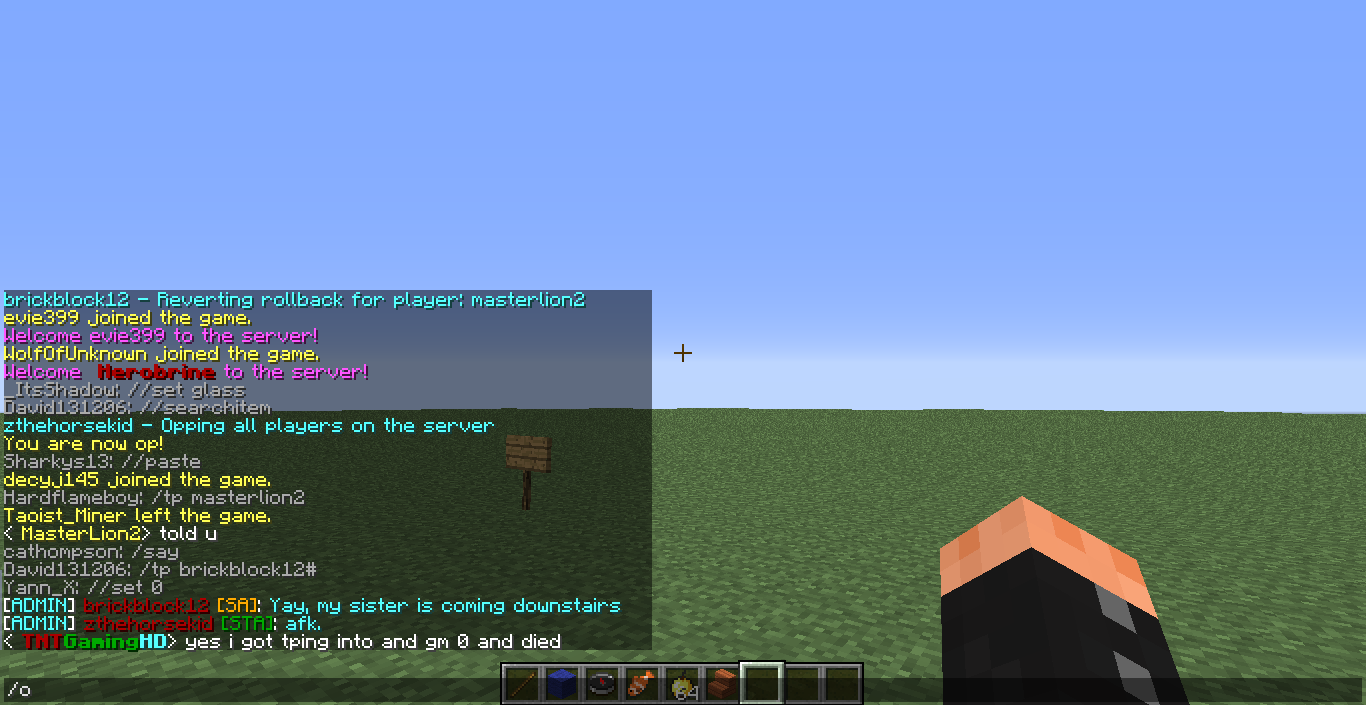 brickblock12 - Reverting rollback for player: masterlion2
evie399 joined the game.
Welcome evie399 to the server!
WolfOfUnknown joined the game.
Welcome  Herobrine to the server!
_ItsShadow: //set glass
David131206: //searchitem
zthehorsekid - Opping all players on the server
You are now op!
Sharkys13: //paste
decyj145 joined the game.
Hardflameboy: /tp masterlion2
Taoist_Miner left the game.
< MasterLion2> told u
cathompson: /say
David131206: /tp brickblock12#
Yann_X: //set 0
[ADMIN] brickblock12 [SA]: Yay, my sister is coming downstairs
[ADMIN] zthehorsekid [STA]: afk.
< TNTGamingHD> yes i got tping into and gm 0 and died
64
/o